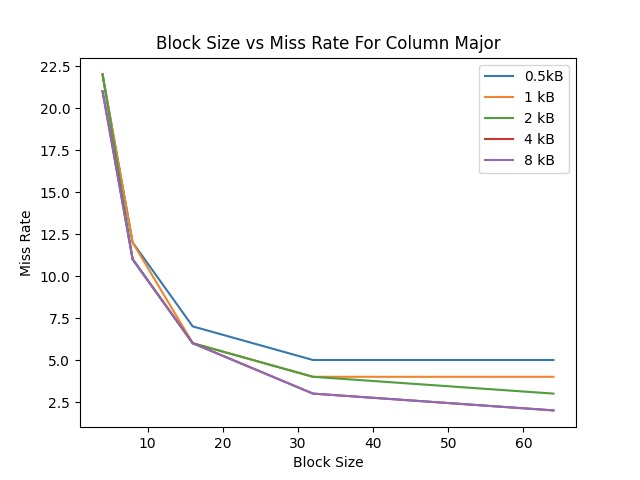 Block Size vs Miss Rate For Column Major
22.5
20.0
17.5
15.0
12.5
10.0
7.5
5.0
2.5
Miss Rate
0.5kB
1 kB
2 kB
4 kB
8 kB
10 20 30 40 50 60
Block Size